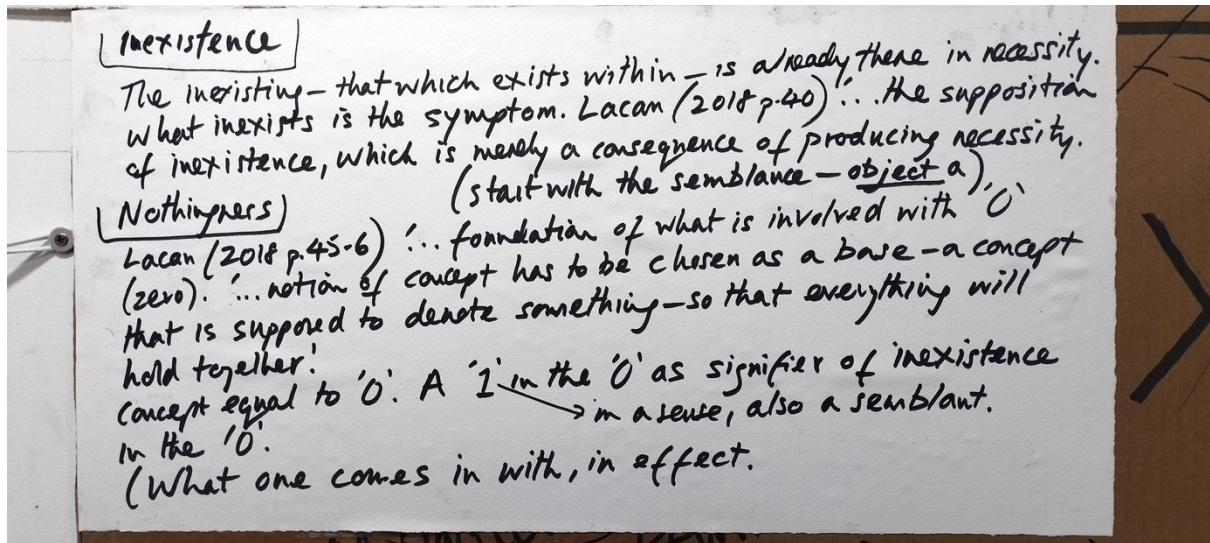 Inexistence
The inexisting – that which exists within – is already there in necessity.
What inexists is the symptom. Lacan (2018 p.40) '... the supposition
of inexistence, which is merely a consequence of producing necessity.
(start with the semblance – object a)
Nothingness
Lacan (2018 p.45-6) '... foundation of what is involved with '0'
(zero). '... notion of concept has to be chosen as a base – a concept
that is supposed to denote something – so that everything will
hold together.'
concept equal to '0'. A '1' in the '0' as signifier of inexistence
in the '0'. → in a sense, also a semblant.
(What one comes in with, in effect.